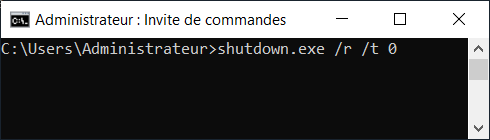 Administrateur : Invite de commandes
C:\Users\Administrateur>shutdown.exe /r /t 0